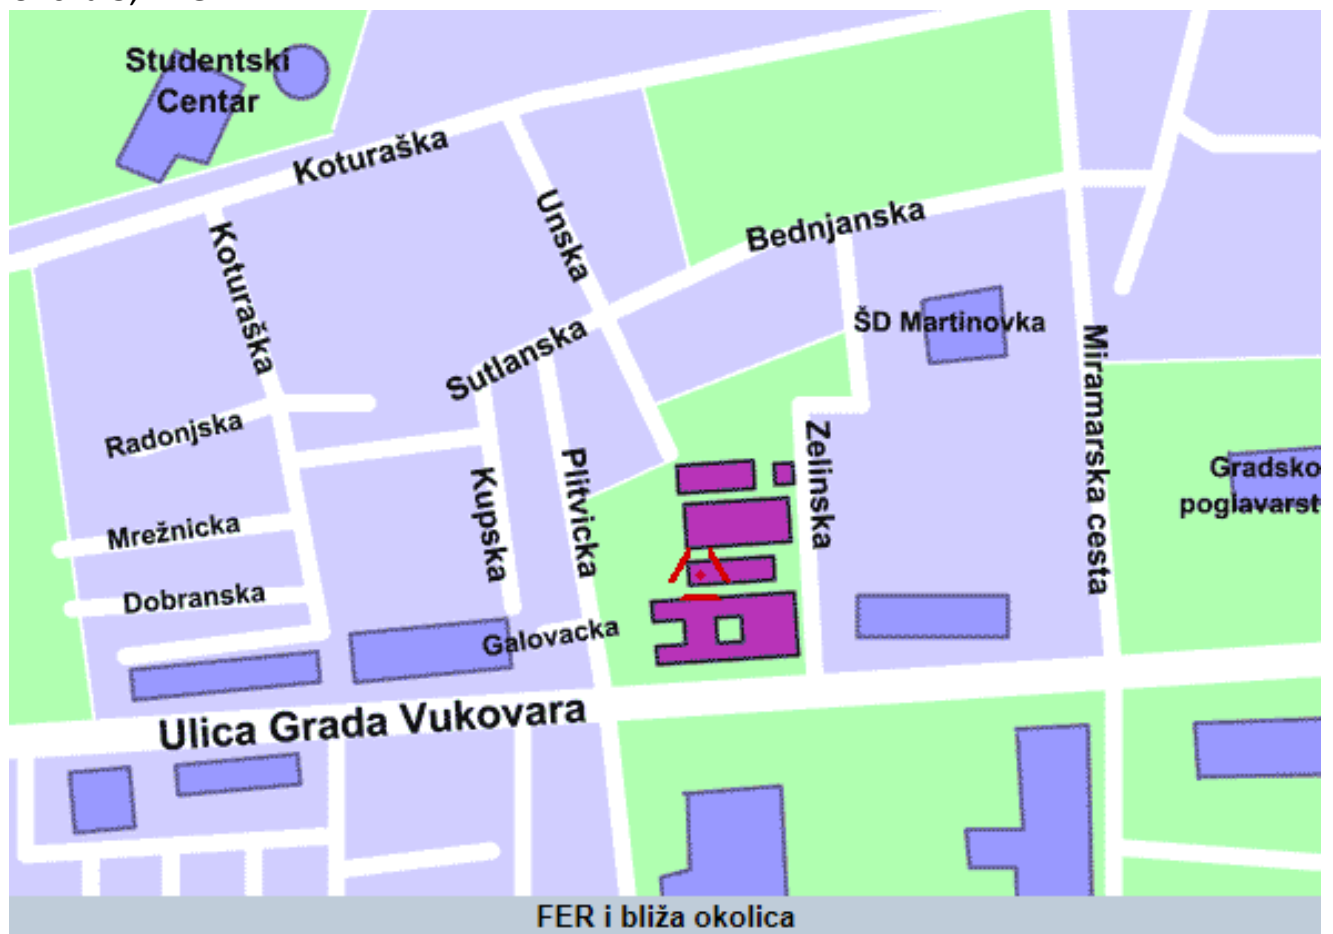 Studentski
Centar
Koturaška
Unska
Koturaška
Bednjanska
ŠD Martinovka
Sutlanska
Miramarska cesta
Radonjska
Zelinska
Plitvicka
Kupska
Gradsko
poglavarst
Mrežnicka
Dobranska
Galovacka
Ulica Grada Vukovara
FER i bliža okolica